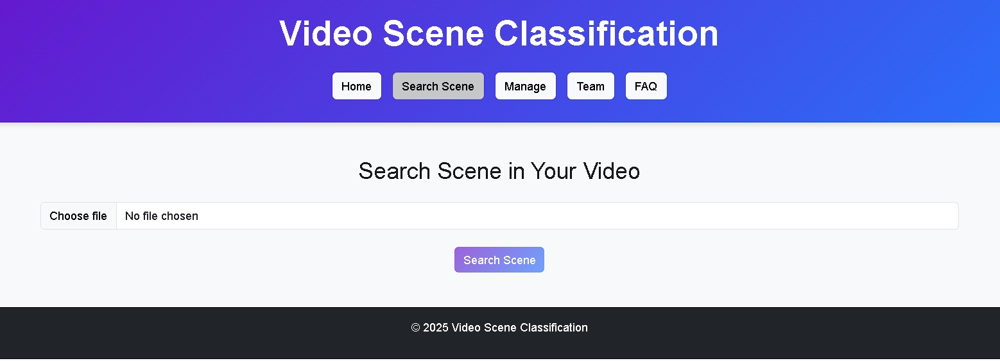 Video Scene Classification
Home Search Scene Manage Team FAQ
Search Scene in Your Video
Choose file No file chosen
Search Scene
© 2025 Video Scene Classification